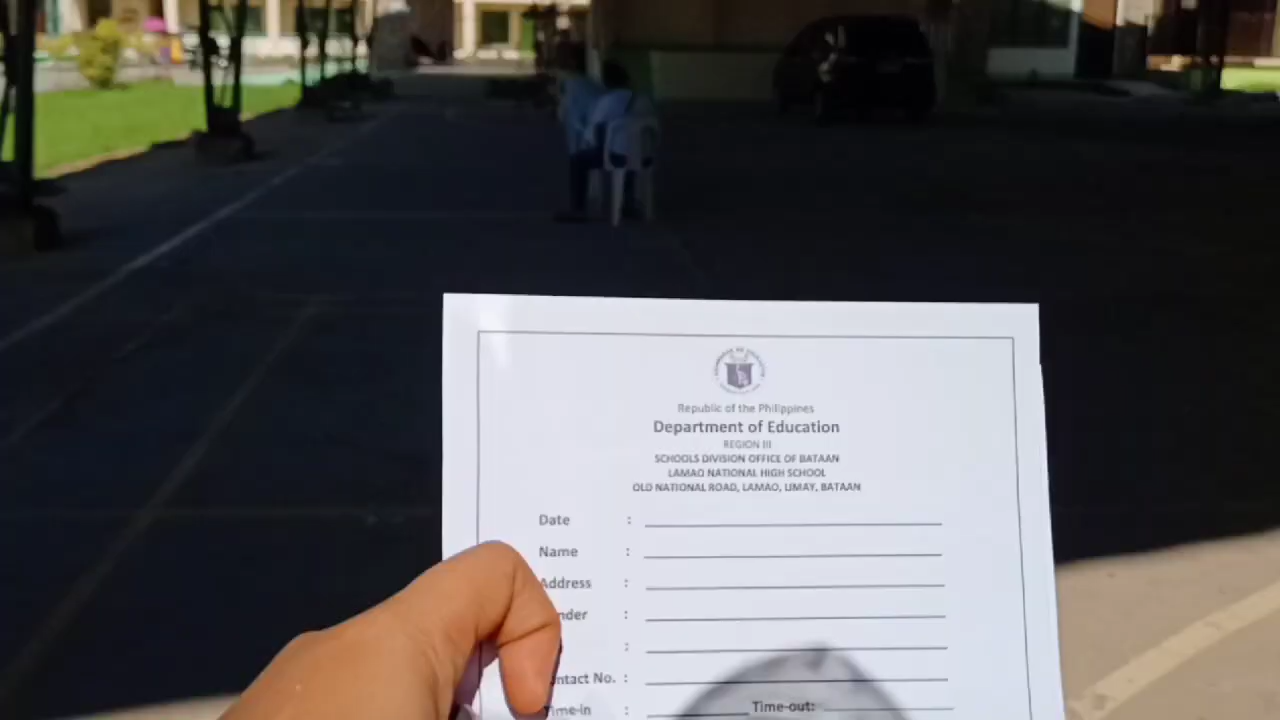 Republic of the Philippines
Department of Education
REGION III
SCHOOLS DIVISION OFFICE OF BATAAN
LAMAO NATIONAL HIGH SCHOOL
OLD NATIONAL ROAD, LAMAO, LIMAY, BATAAN
Date : 
Name : 
Address : 
nder : 
:
ntact No. : 
Time-in : Time-out: